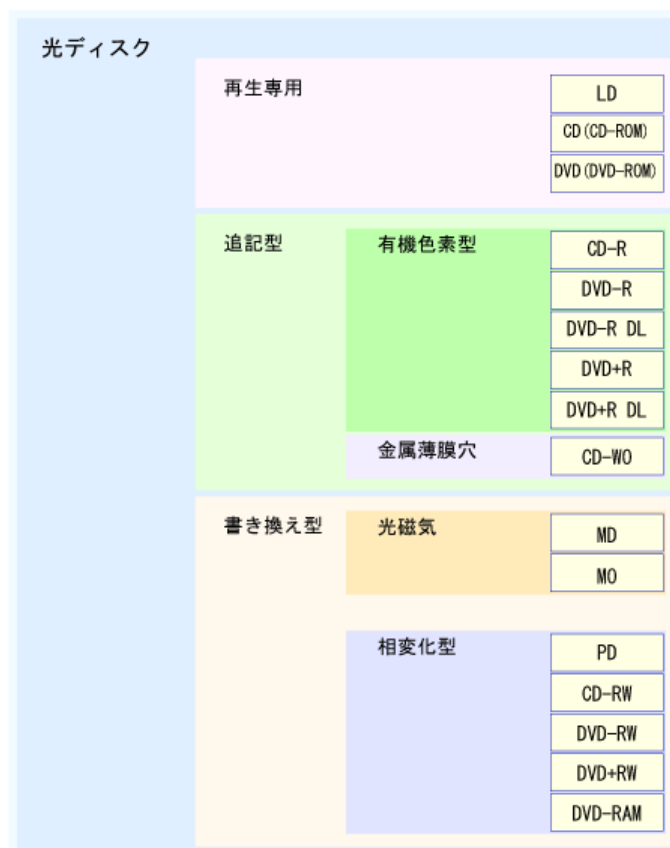 光ディスク
再生専用
LD
CD(CD-ROM)
DVD(DVD-ROM)
追記型
有機色素型
CD-R
DVD-R
DVD-R DL
DVD+R
DVD+R DL
金属薄膜穴
CD-WO
書き換え型
光磁気
MD
MO
相変化型
PD
CD-RW
DVD-RW
DVD+RW
DVD-RAM